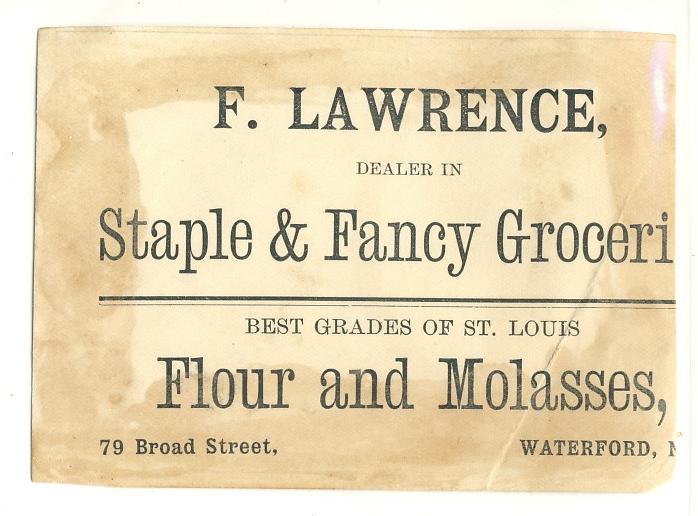 F. LAWRENCE,
DEALER IN
Staple & Fancy Groceri
BEST GRADES OF ST. LOUIS
Flour and Molasses,
79 Broad Street, WATERFORD, N